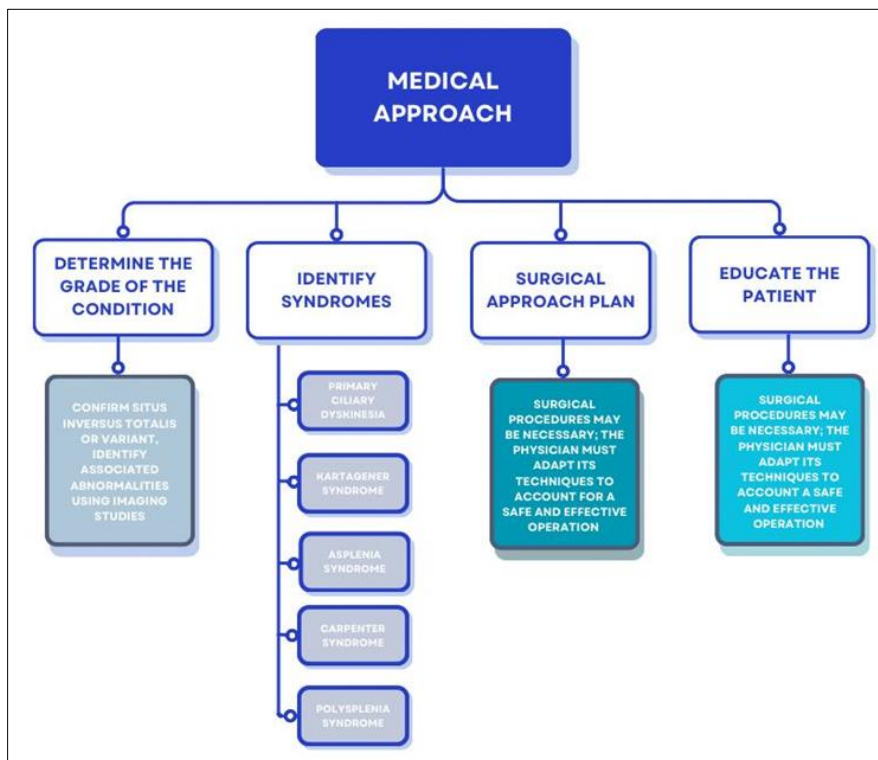 MEDICAL
APPROACH
DETERMINE THE
GRADE OF THE
CONDITION
CONFIRM SITUS
INVERSUS TOTALIS
OR VARIANT,
IDENTIFY
ASSOCIATED
ABNORMALITIES
USING IMAGING
STUDIES
IDENTIFY
SYNDROMES
PRIMARY
CILIARY
DYSKINESIA
KARTAGENER
SYNDROME
ASPLENIA
SYNDROME
CARPENTER
SYNDROME
POLYSPLENIA
SYNDROME
SURGICAL
APPROACH PLAN
SURGICAL
PROCEDURES MAY
BE NECESSARY; THE
PHYSICIAN MUST
ADAPT ITS
TECHNIQUES TO
ACCOUNT FOR A
SAFE AND EFFECTIVE
OPERATION
EDUCATE THE
PATIENT
SURGICAL
PROCEDURES MAY
BE NECESSARY; THE
PHYSICIAN MUST
ADAPT ITS
TECHNIQUES TO
ACCOUNT A SAFE
AND EFFECTIVE
OPERATION